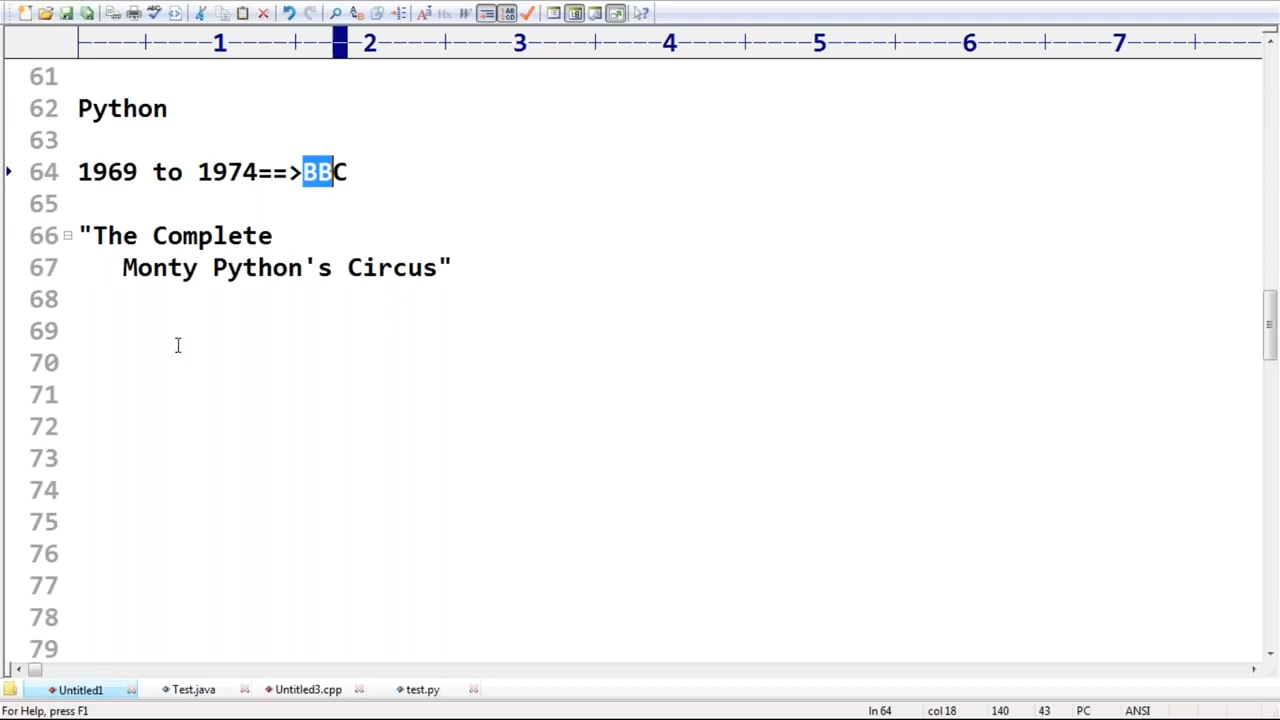 1 2 3 4 5 6 7
61
62 Python
63
64 1969 to 1974==>BBC
65
66 "The Complete
67 Monty Python's Circus"
68
69
70
71
72
73
74
75
76
77
78
79
Untitled1 Test.java Untitled3.cpp test.py
For Help, press F1 ln 64 col 18 140 43 PC ANSI